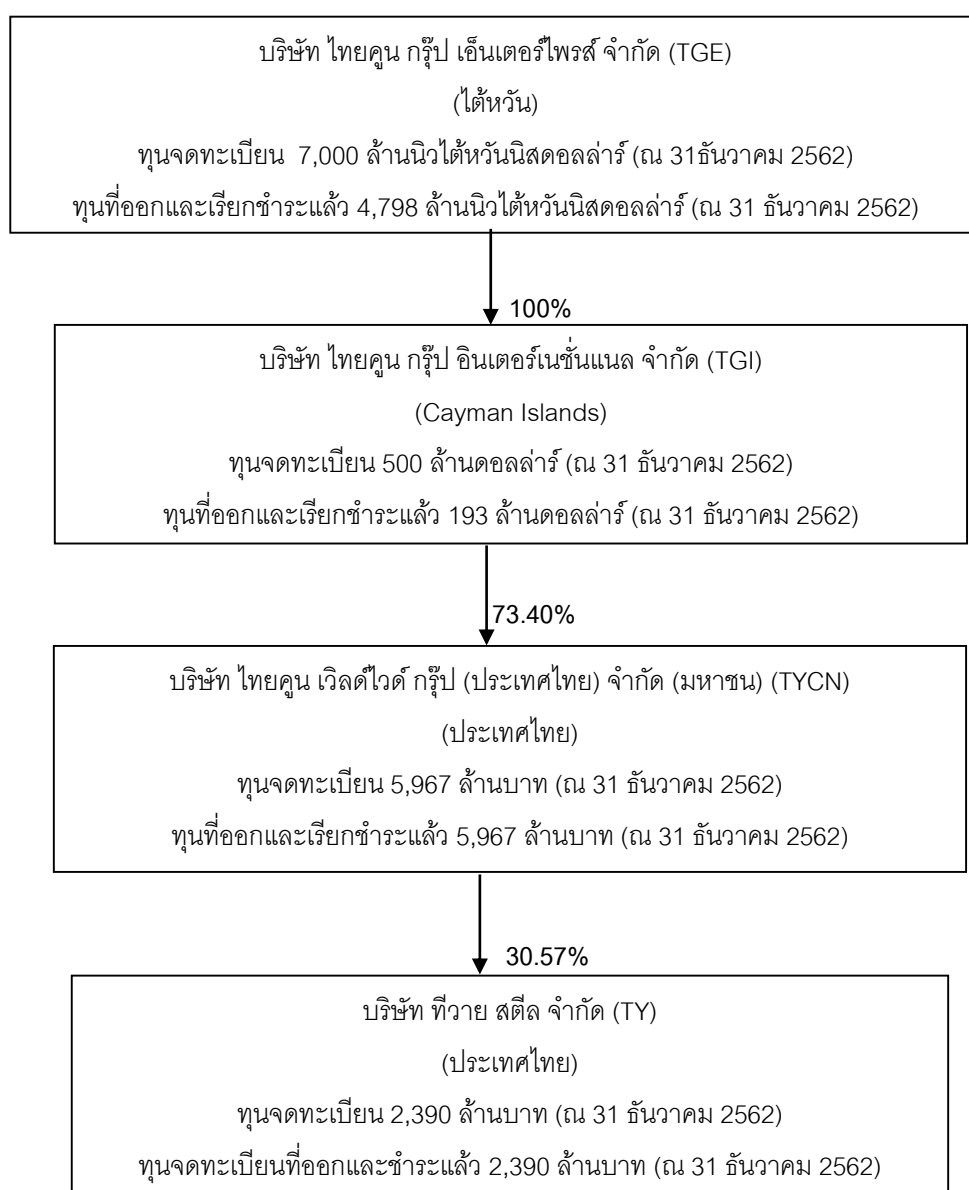 บริษัท ไทยคูน กรุ๊ป เอ็นเตอร์ไพรส์ จำกัด (TGE)
(ไต้หวัน)
ทุนจดทะเบียน 7,000 ล้านนิวไต้หวันนิสดอลล่าร์ (ณ 31ธันวาคม 2562)
ทุนที่ออกและเรียกชำระแล้ว 4,798 ล้านนิวไต้หวันนิสดอลล่าร์ (ณ 31 ธันวาคม 2562)
100%
บริษัท ไทยคูน กรุ๊ป อินเตอร์เนชั่นแนล จำกัด (TGI)
(Cayman Islands)
ทุนจดทะเบียน 500 ล้านดอลล่าร์ (ณ 31 ธันวาคม 2562)
ทุนที่ออกและเรียกชำระแล้ว 193 ล้านดอลล่าร์ (ณ 31 ธันวาคม 2562)
73.40%
บริษัท ไทยคูน เวิลด์ไวด์ กรุ๊ป (ประเทศไทย) จำกัด (มหาชน) (TYCN)
(ประเทศไทย)
ทุนจดทะเบียน 5,967 ล้านบาท (ณ 31 ธันวาคม 2562)
ทุนที่ออกและเรียกชำระแล้ว 5,967 ล้านบาท (ณ 31 ธันวาคม 2562)
30.57%
บริษัท ทีวาย สตีล จำกัด (TY)
(ประเทศไทย)
ทุนจดทะเบียน 2,390 ล้านบาท (ณ 31 ธันวาคม 2562)
ทุนจดทะเบียนที่ออกและชำระแล้ว 2,390 ล้านบาท (ณ 31 ธันวาคม 2562)